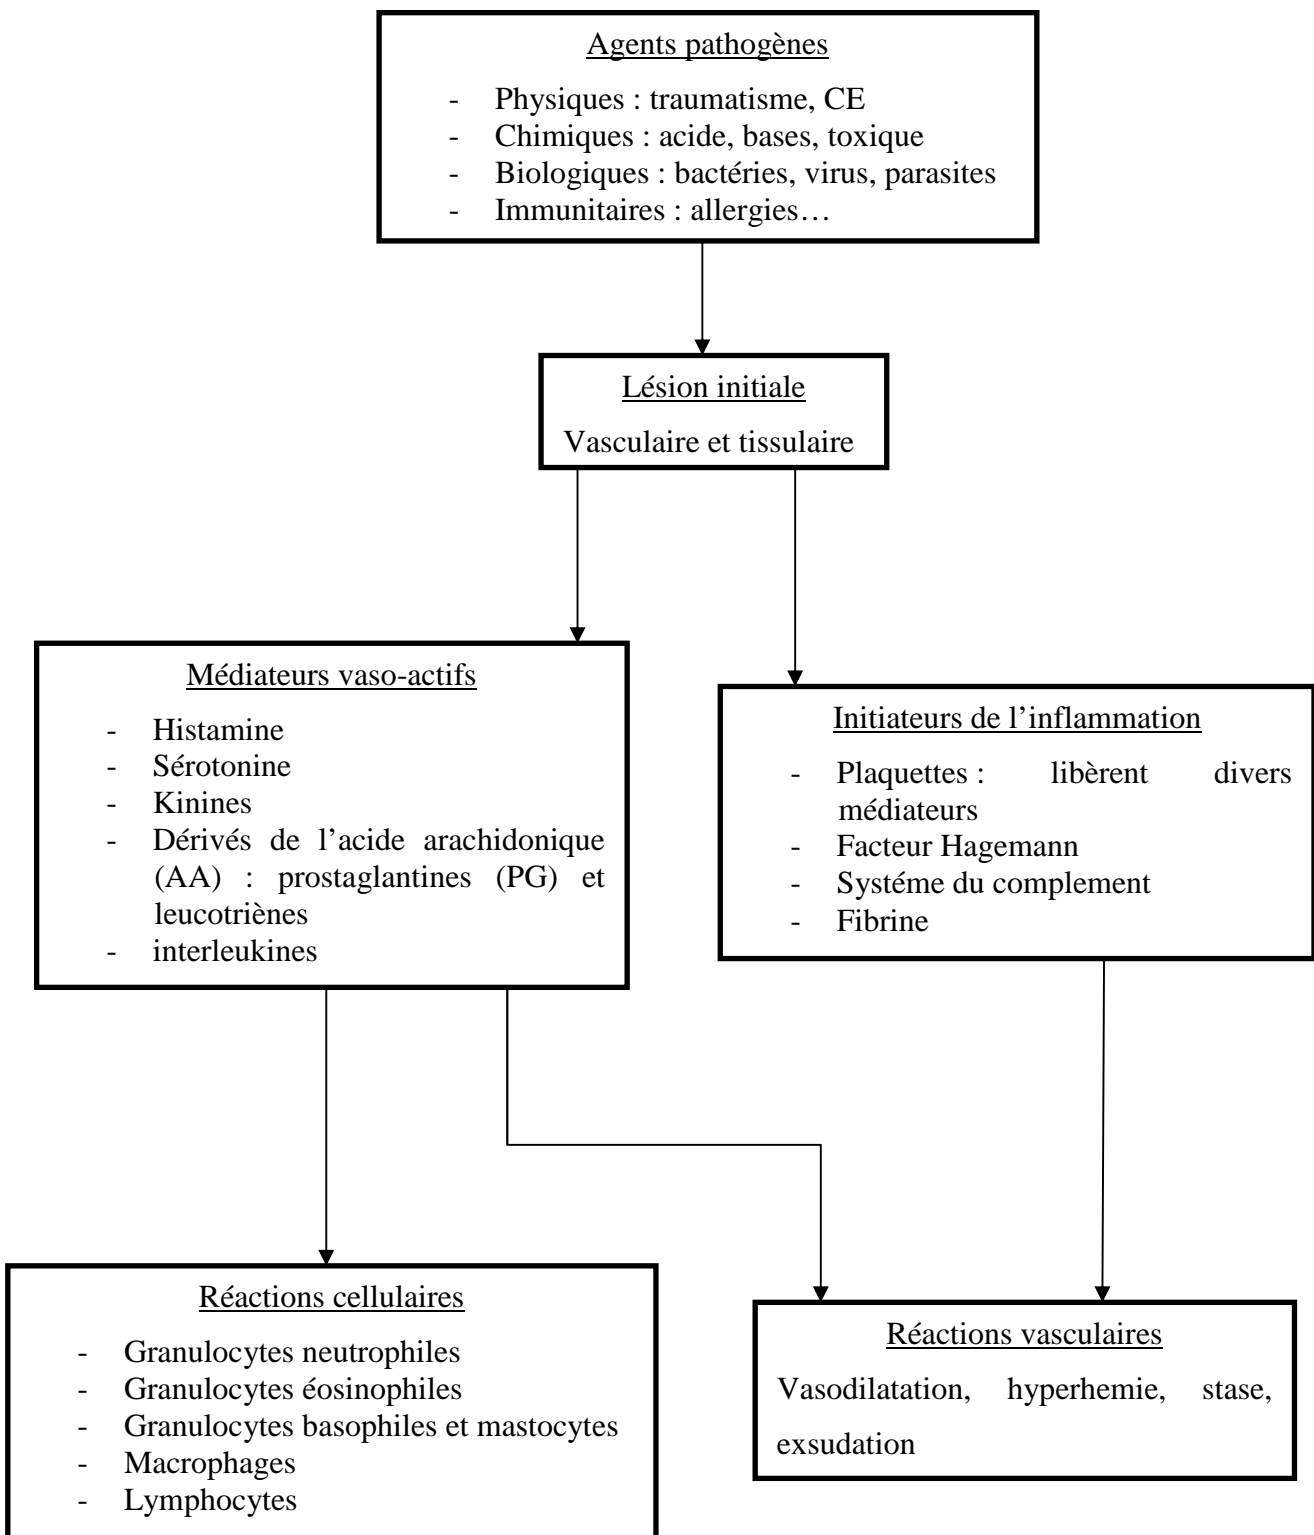 Agents pathogènes
- Physiques : traumatisme, CE
- Chimiques : acide, bases, toxique
- Biologiques : bactéries, virus, parasites
- Immunitaires : allergies…
Lésion initiale
Vasculaire et tissulaire
Médiateurs vaso-actifs
- Histamine
- Sérotonine
- Kinines
- Dérivés de l’acide arachidonique
(AA) : prostaglantines (PG) et
leucotriènes
- interleukines
Initiateurs de l’inflammation
- Plaquettes : libèrent divers
médiateurs
- Facteur Hagemann
- Systéme du complement
- Fibrine
Réactions cellulaires
- Granulocytes neutrophiles
- Granulocytes éosinophiles
- Granulocytes basophiles et mastocytes
- Macrophages
- Lymphocytes
Réactions vasculaires
Vasodilatation, hyperhemie, stase,
exsudation